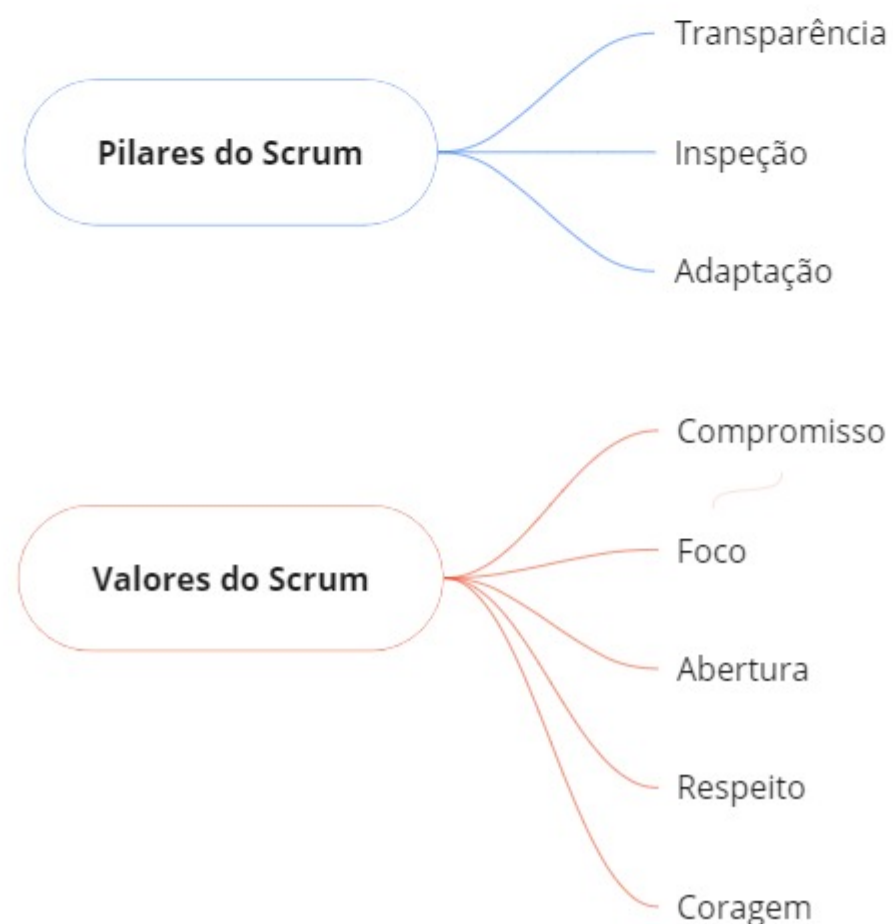 Pilares do Scrum
Transparência
Inspeção
Adaptação
Valores do Scrum
Compromisso
Foco
Abertura
Respeito
Coragem